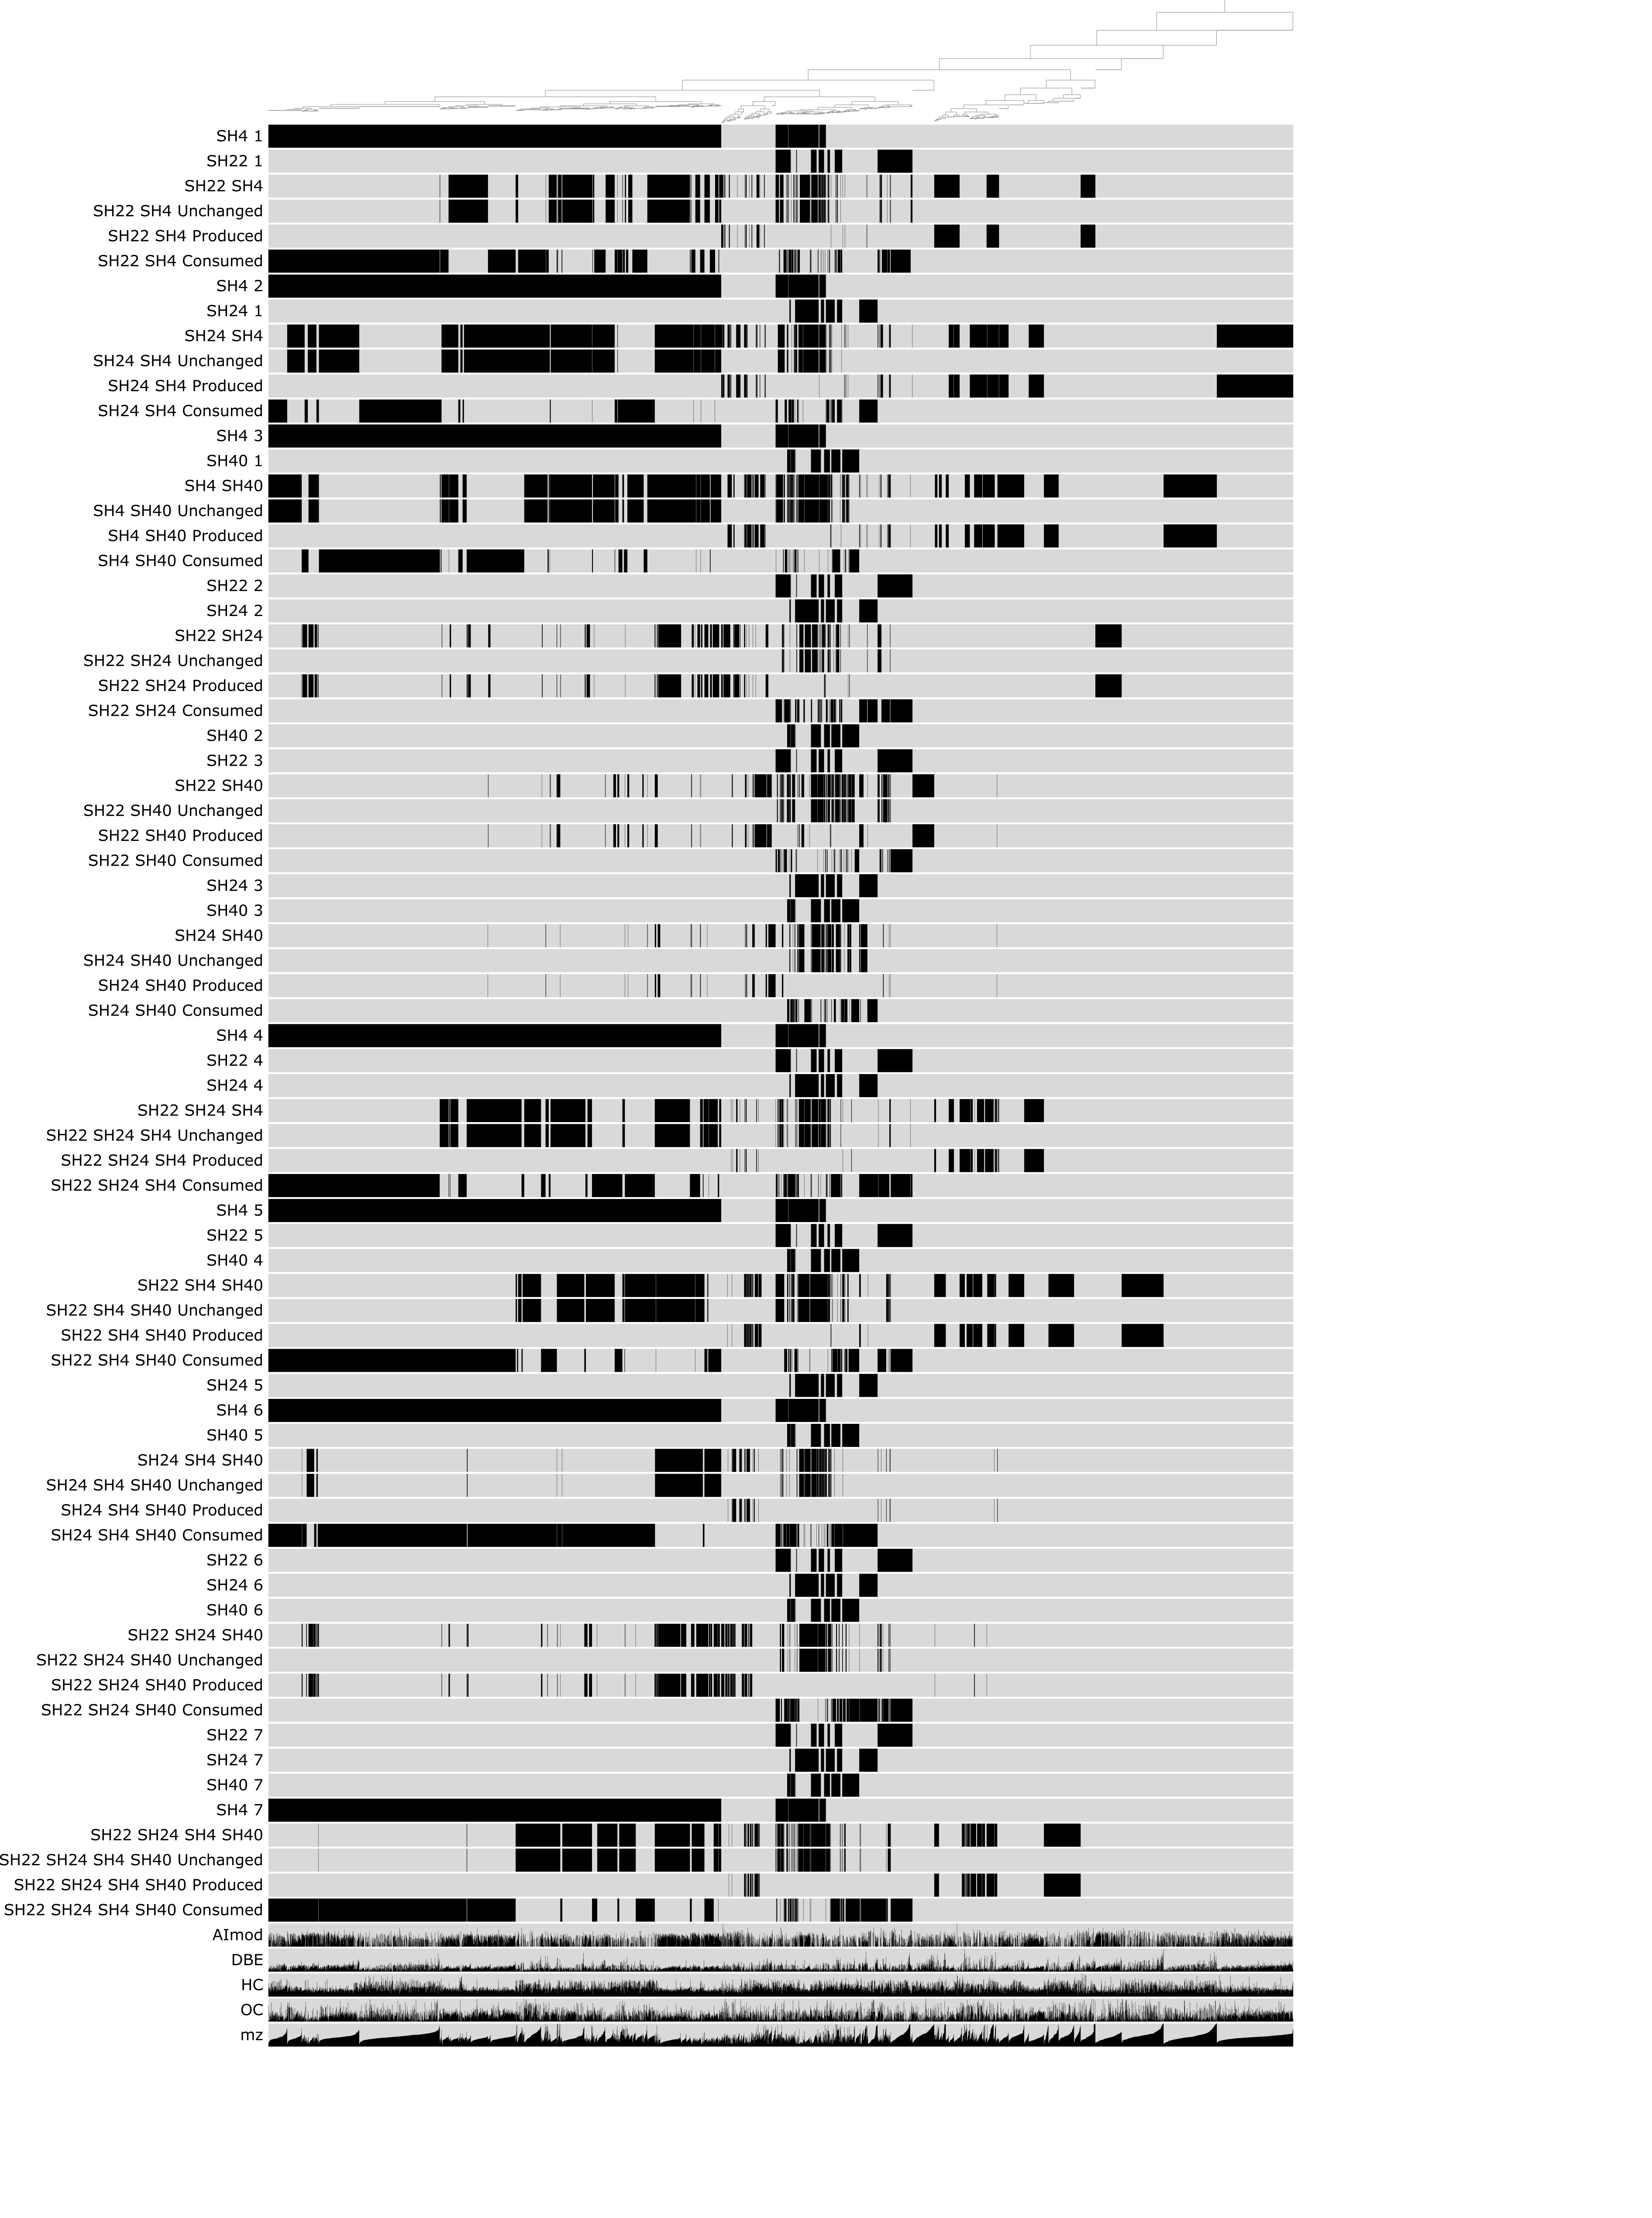 SH4 1
SH22 1
SH22 SH4
SH22 SH4 Unchanged
SH22 SH4 Produced
SH22 SH4 Consumed
SH4 2
SH24 1
SH24 SH4
SH24 SH4 Unchanged
SH24 SH4 Produced
SH24 SH4 Consumed
SH4 3
SH40 1
SH4 SH40
SH4 SH40 Unchanged
SH4 SH40 Produced
SH4 SH40 Consumed
SH22 2
SH24 2
SH22 SH24
SH22 SH24 Unchanged
SH22 SH24 Produced
SH22 SH24 Consumed
SH40 2
SH22 3
SH22 SH40
SH22 SH40 Unchanged
SH22 SH40 Produced
SH22 SH40 Consumed
SH24 3
SH40 3
SH24 SH40
SH24 SH40 Unchanged
SH24 SH40 Produced
SH24 SH40 Consumed
SH4 4
SH22 4
SH24 4
SH22 SH24 SH4
SH22 SH24 SH4 Unchanged
SH22 SH24 SH4 Produced
SH22 SH24 SH4 Consumed
SH4 5
SH22 5
SH40 4
SH22 SH4 SH40
SH22 SH4 SH40 Unchanged
SH22 SH4 SH40 Produced
SH22 SH4 SH40 Consumed
SH24 5
SH4 6
SH40 5
SH24 SH4 SH40
SH24 SH4 SH40 Unchanged
SH24 SH4 SH40 Produced
SH24 SH4 SH40 Consumed
SH22 6
SH24 6
SH40 6
SH22 SH24 SH40
SH22 SH24 SH40 Unchanged
SH22 SH24 SH40 Produced
SH22 SH24 SH40 Consumed
SH22 7
SH24 7
SH40 7
SH4 7
SH22 SH24 SH4 SH40
SH22 SH24 SH4 SH40 Unchanged
SH22 SH24 SH4 SH40 Produced
SH22 SH24 SH4 SH40 Consumed
AImod
DBE
HC
OC
mz